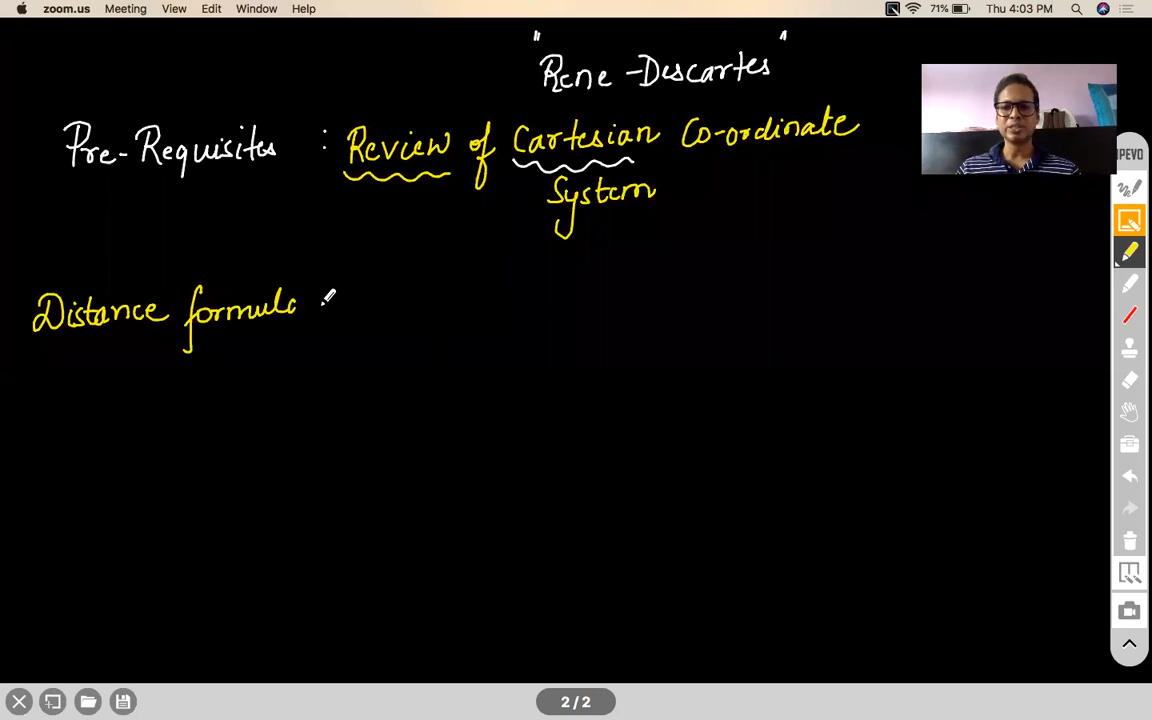 zoom.us Meeting View Edit Window Help 71% Thu 4:03 PM
"Rene-Descartes"
Pre-Requisites : Review of Cartesian Co-ordinate
System
IPEVO
Distance formula
2/2